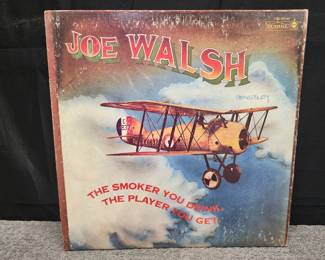 JOE WALSH
THE SMOKER YOU DRINK,
THE PLAYER YOU GET